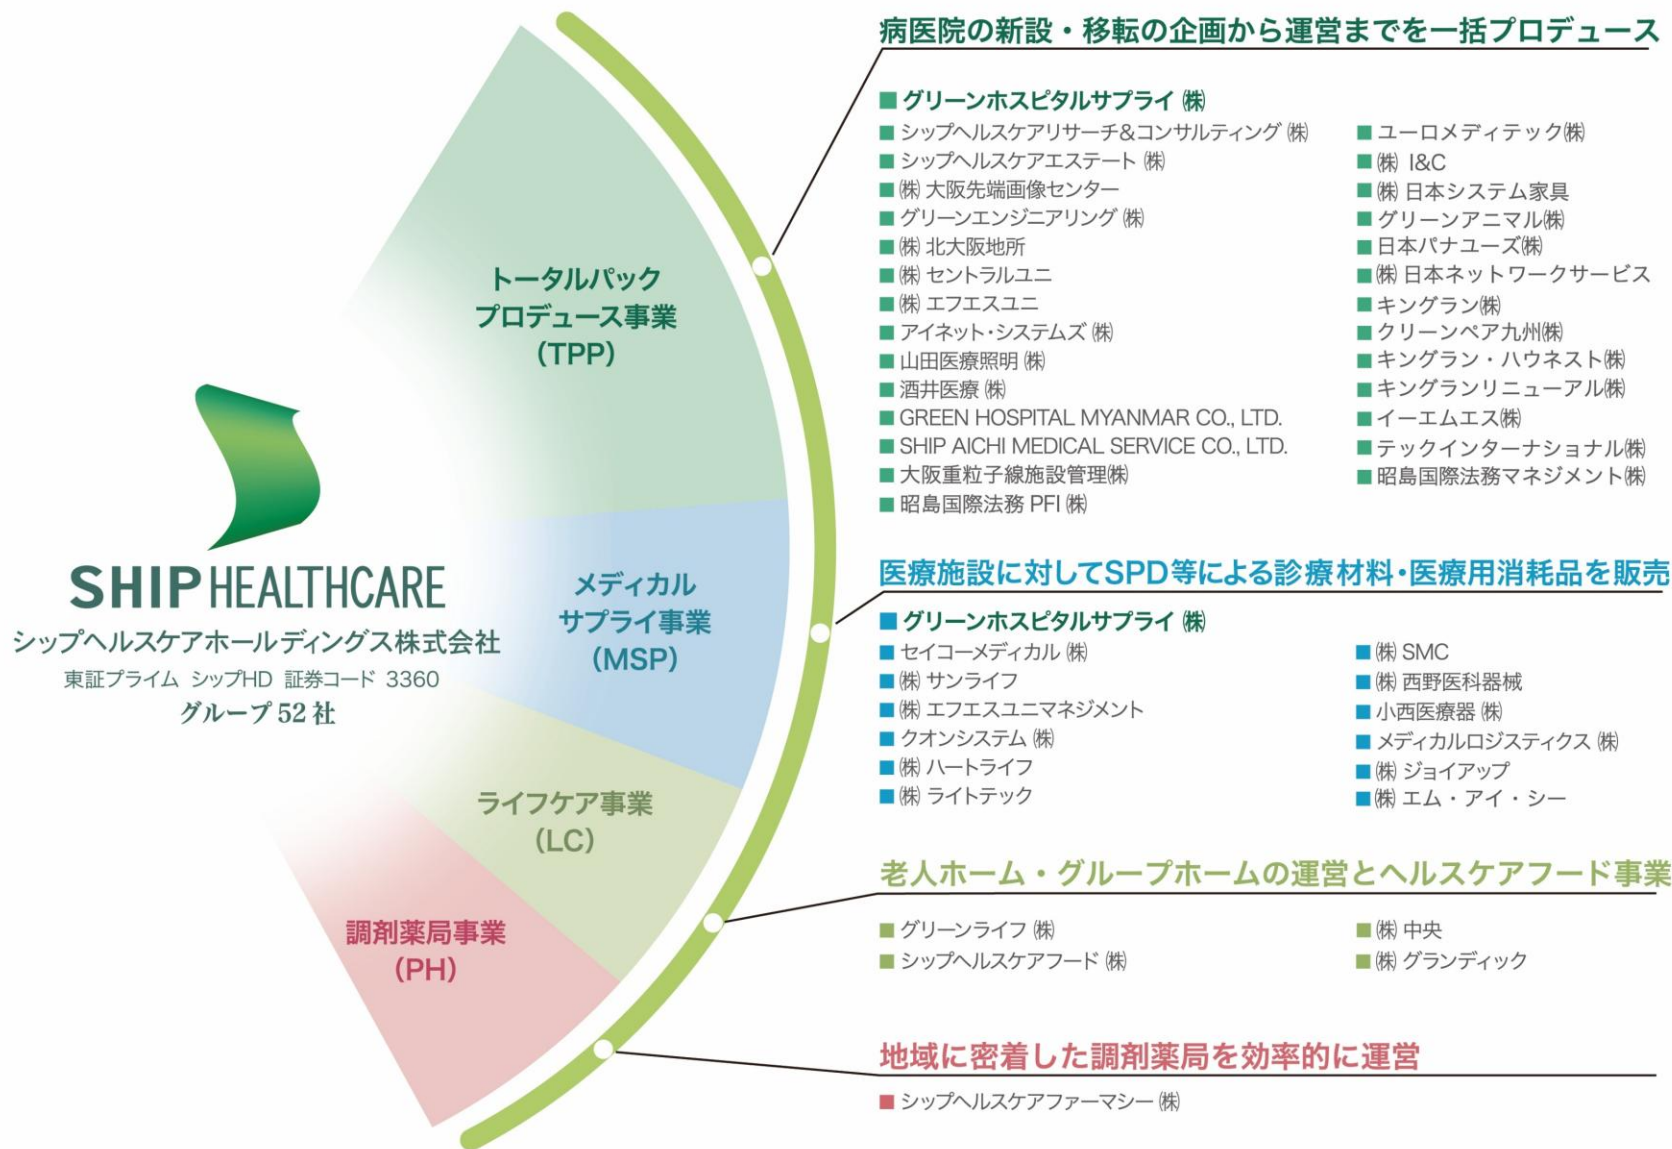 SHIP HEALTHCARE
シップヘルスケアホールディングス株式会社
東証プライム シップHD 証券コード 3360
グループ 52 社
トータルパック
プロデュース事業
(TPP)
メディカル
サプライ事業
(MSP)
ライフケア事業
(LC)
調剤薬局事業
(PH)
病医院の新設・移転の企画から運営までを一括プロデュース
■ グリーンホスピタルサプライ ㈱
■ シップヘルスケアリサーチ&コンサルティング ㈱
■ シップヘルスケアエステート ㈱
■ ㈱ 大阪先端画像センター
■ グリーンエンジニアリング ㈱
■ ㈱ 北大阪地所
■ ㈱ セントラルユニ
■ ㈱ エフエスユニ
■ アイネット・システムズ ㈱
■ 山田医療照明 ㈱
■ 酒井医療 ㈱
■ GREEN HOSPITAL MYANMAR CO., LTD.
■ SHIP AICHI MEDICAL SERVICE CO., LTD.
■ 大阪重粒子線施設管理㈱
■ 昭島国際法務 PFI ㈱
■ ユーロメディテック㈱
■ ㈱ I&C
■ ㈱ 日本システム家具
■ グリーンアニマル㈱
■ 日本パナユーズ㈱
■ ㈱ 日本ネットワークサービス
■ キングラン㈱
■ クリーンペア九州㈱
■ キングラン・ハウネスト㈱
■ キングランリニューアル㈱
■ イーエムエス㈱
■ テックインターナショナル㈱
■ 昭島国際法務マネジメント㈱
医療施設に対してSPD等による診療材料・医療用消耗品を販売
■ グリーンホスピタルサプライ ㈱
■ セイコーメディカル ㈱
■ ㈱ サンライフ
■ ㈱ エフエスユニマネジメント
■ クオンシステム ㈱
■ ㈱ ハートライフ
■ ㈱ ライトテック
■ ㈱ SMC
■ ㈱ 西野医科器械
■ 小西医療器 ㈱
■ メディカルロジスティクス ㈱
■ ㈱ ジョイアップ
■ ㈱ エム・アイ・シー
老人ホーム・グループホームの運営とヘルスケアフード事業
■ グリーンライフ ㈱
■ シップヘルスケアフード ㈱
■ ㈱ 中央
■ ㈱ グランディック
地域に密着した調剤薬局を効率的に運営
■ シップヘルスケアファーマシー ㈱